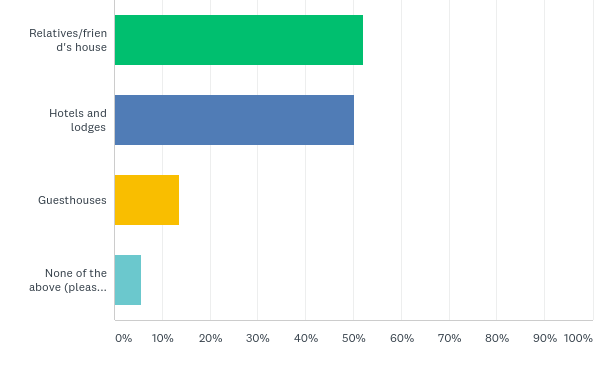 Relatives/frien
d's house
Hotels and
lodges
Guesthouses
None of the
above (pleas...
0% 10% 20% 30% 40% 50% 60% 70% 80% 90% 100%